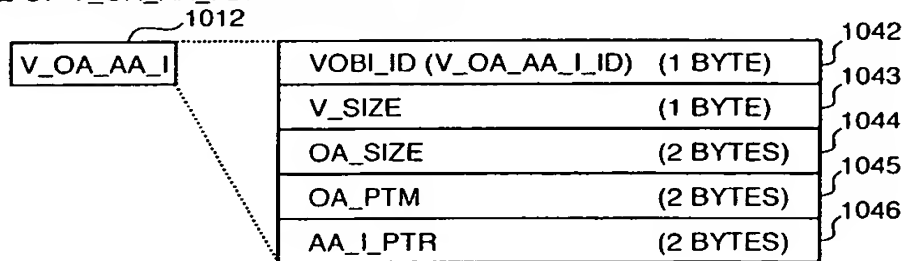 1012
V_OA_AA_I
VOBI_ID (V_OA_AA_I_ID) (1 BYTE)
1042
V_SIZE (1 BYTE)
1043
OA_SIZE (2 BYTES)
1044
OA_PTM (2 BYTES)
1045
AA_I_PTR (2 BYTES)
1046